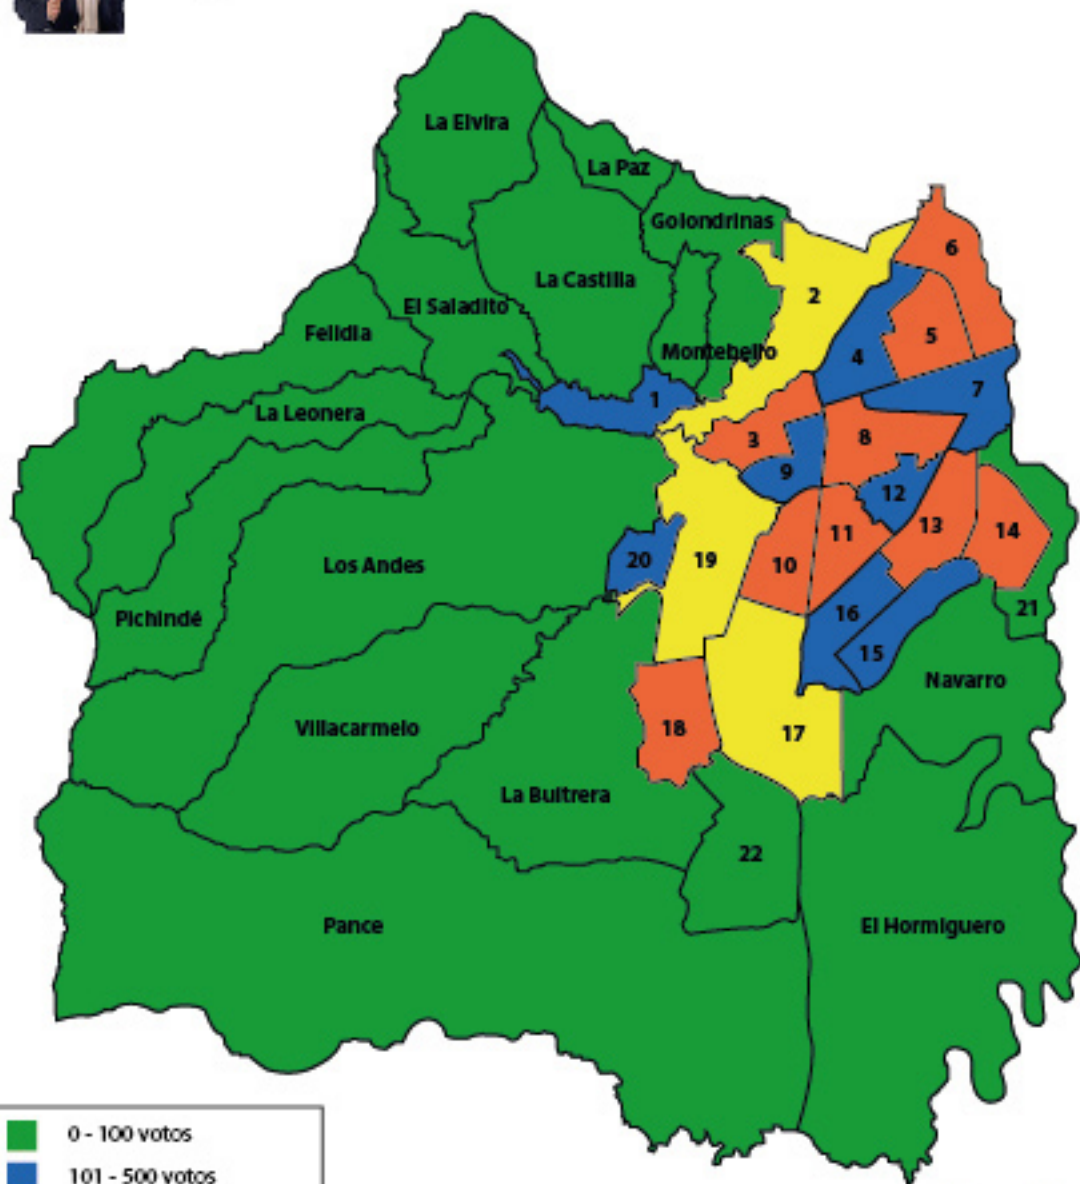 La Elvira
La Paz
Golondrinas
6
La Castilla
2
El Saladito
Felidia
5
Montebello
4
7
1
La Leonera
3
8
9
12
13
14
11
Los Andes
20
19
10
21
16
Pichindé
15
Navarro
18
Villacarmelo
17
La Buitrera
22
Pance
El Hormiguero
0 - 100 votos
101 - 500 votos